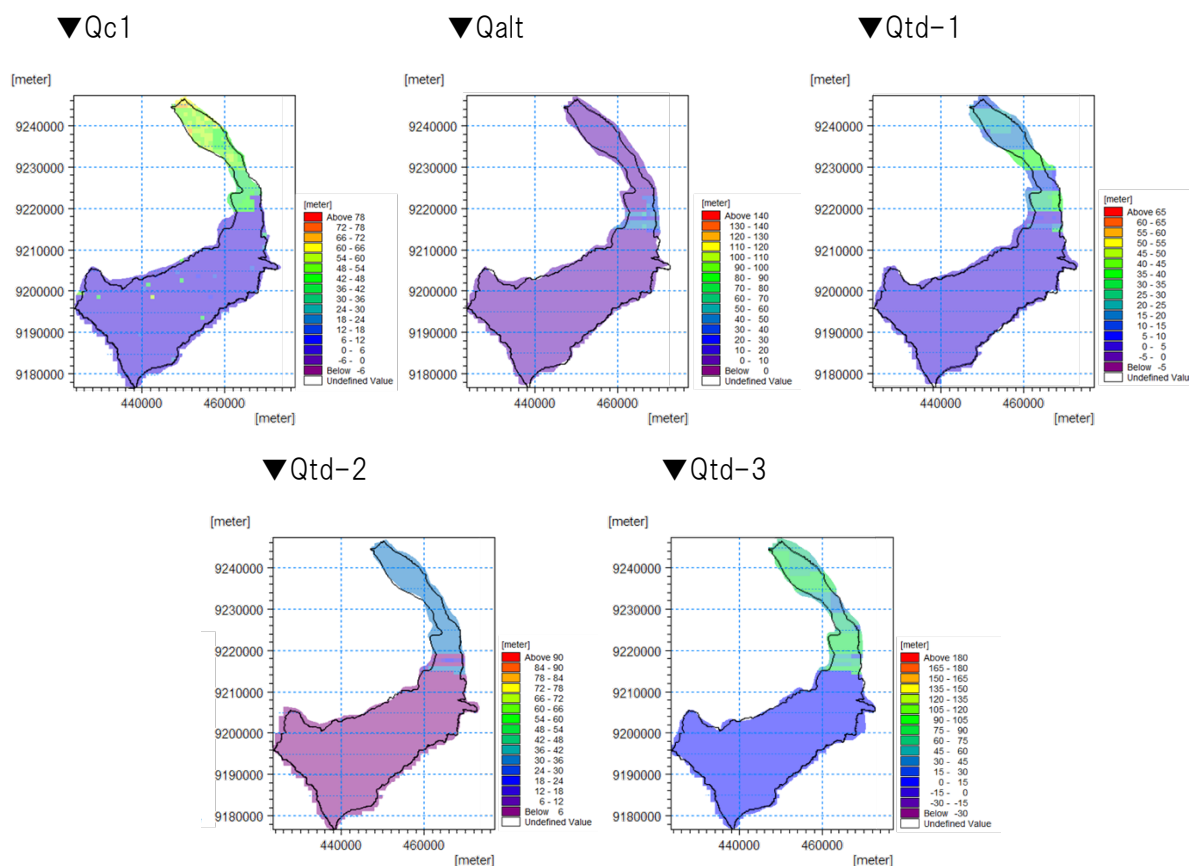 ▼Qc1
[meter]
9240000
9230000
9220000
9210000
9200000
9190000
9180000
440000 460000
[meter]
[meter]
Above 78
72 - 78
66 - 72
60 - 66
54 - 60
48 - 54
42 - 48
36 - 42
30 - 36
24 - 30
18 - 24
12 - 18
6 - 12
0 - 6
-6 - 0
Below -6
Undefined Value
▼Qalt
[meter]
9240000
9230000
9220000
9210000
9200000
9190000
9180000
440000 460000
[meter]
[meter]
Above 140
130 - 140
120 - 130
110 - 120
100 - 110
90 - 100
80 - 90
70 - 80
60 - 70
50 - 60
40 - 50
30 - 40
20 - 30
10 - 20
0 - 10
Below 0
Undefined Value
▼Qtd-1
[meter]
9240000
9230000
9220000
9210000
9200000
9190000
9180000
440000 460000
[meter]
[meter]
Above 65
60 - 65
55 - 60
50 - 55
45 - 50
40 - 45
35 - 40
30 - 35
25 - 30
20 - 25
15 - 20
10 - 15
5 - 10
0 - 5
-5 - 0
Below -5
Undefined Value
▼Qtd-2
[meter]
9240000
9230000
9220000
9210000
9200000
9190000
9180000
440000 460000
[meter]
[meter]
Above 90
84 - 90
78 - 84
72 - 78
66 - 72
60 - 66
54 - 60
48 - 54
42 - 48
36 - 42
30 - 36
24 - 30
18 - 24
12 - 18
6 - 12
Below 6
Undefined Value
▼Qtd-3
[meter]
9240000
9230000
9220000
9210000
9200000
9190000
9180000
440000 460000
[meter]
[meter]
Above 180
165 - 180
150 - 165
135 - 150
120 - 135
105 - 120
90 - 105
75 - 90
60 - 75
45 - 60
30 - 45
15 - 30
0 - 15
-15 - 0
-30 - -15
Below -30
Undefined Value